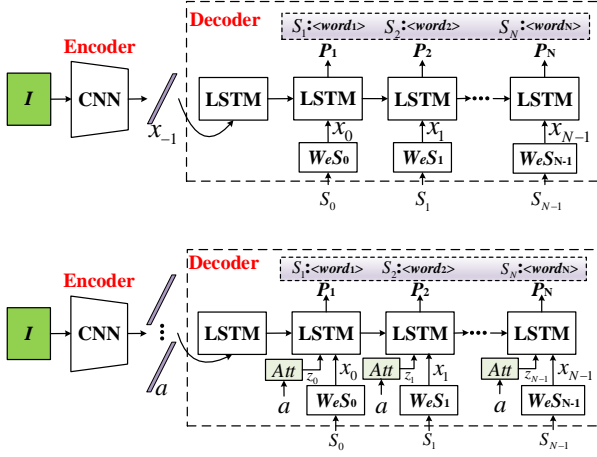 Encoder
Decoder
S1:<word1> S2:<word2> SN:<wordN>
P1 P2 PN
I CNN LSTM LSTM LSTM ••• LSTM
x−1 x0 x1 xN−1
WeS0 WeS1 WeSN-1
S0 S1 SN−1
Encoder
Decoder
S1:<word1> S2:<word2> SN:<wordN>
P1 P2 PN
I CNN LSTM LSTM LSTM ••• LSTM
Att z0 x0 Att z1 x1 Att zN−1 xN−1
a a WeS0 a WeS1 a WeSN-1
S0 S1 SN−1